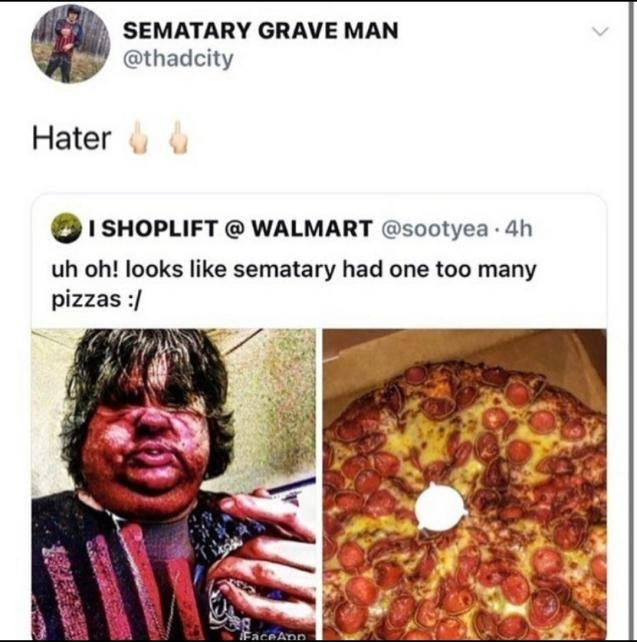 SEMATARY GRAVE MAN
@thadcity
Hater 🖕🏻 🖕🏻
I SHOPLIFT @ WALMART @sootyea · 4h
uh oh! looks like sematary had one too many
pizzas :/
FaceApp